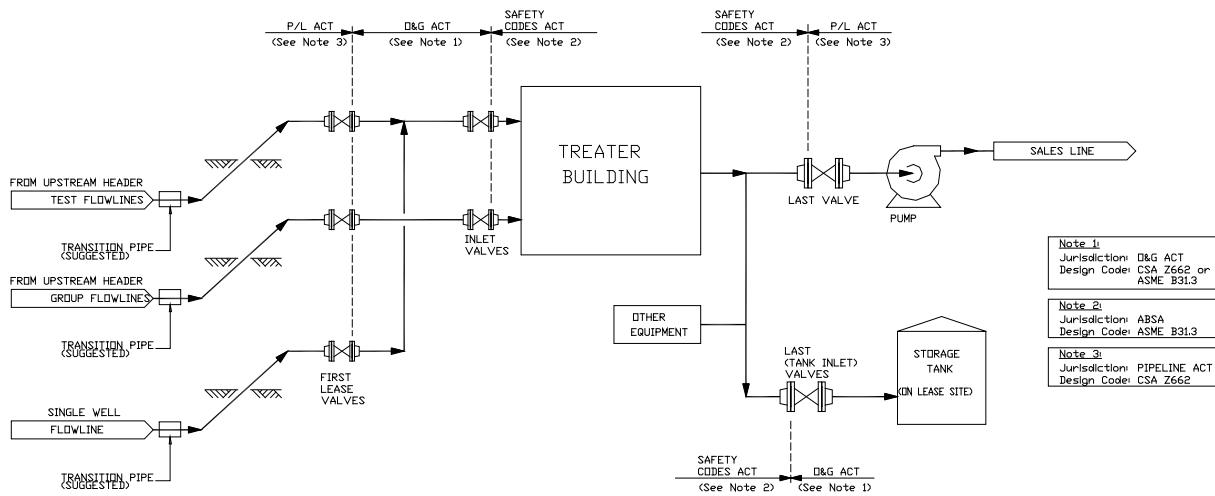 P/L ACT
(See Note 3)
O&G ACT
(See Note 1)
SAFETY
CODES ACT
(See Note 2)
SAFETY
CODES ACT
(See Note 2)
P/L ACT
(See Note 3)
TREATER
BUILDING
SALES LINE
LAST VALVE
PUMP
FROM UPSTREAM HEADER
TEST FLOWLINES
TRANSITION PIPE
(SUGGESTED)
INLET
VALVES
FROM UPSTREAM HEADER
GROUP FLOWLINES
TRANSITION PIPE
(SUGGESTED)
Note 1:
Jurisdiction: O&G ACT
Design Code: CSA Z662 or
ASME B31.3
Note 2:
Jurisdiction: ABSA
Design Code: ASME B31.3
Note 3:
Jurisdiction: PIPELINE ACT
Design Code: CSA Z662
OTHER
EQUIPMENT
LAST
(TANK INLET)
VALVES
STORAGE
TANK
(ON LEASE SITE)
FIRST
LEASE
VALVES
SINGLE WELL
FLOWLINE
TRANSITION PIPE
(SUGGESTED)
SAFETY
CODES ACT
(See Note 2)
O&G ACT
(See Note 1)